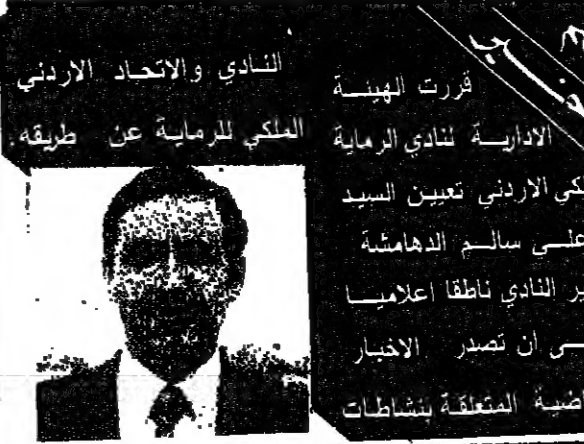 قررت الهيئة
الادارية لنادي الرماية
لكي الاردني تعيين السيد
علي سالم الدهامشة
ير النادي ناطقا اعلاميا
ى ان تصدر الاخبار
اضية المتعلقة بنشاطات
النادي والاتحاد الاردني
الملكي للرماية عن طريقه.